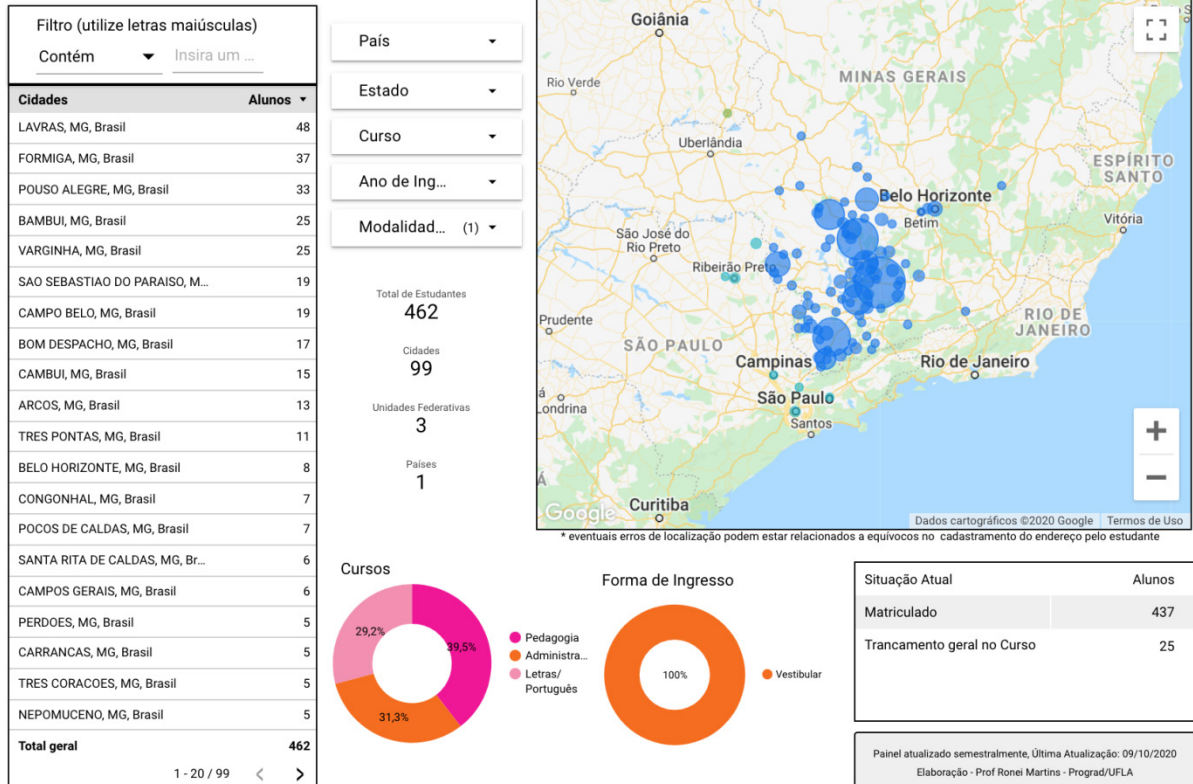 Filtro (utilize letras maiúsculas)
Contém
Insira um ...
Cidades Alunos
LAVRAS, MG, Brasil 48
FORMIGA, MG, Brasil 37
POUSO ALEGRE, MG, Brasil 33
BAMBUI, MG, Brasil 25
VARGINHA, MG, Brasil 25
SAO SEBASTIAO DO PARAISO, M... 19
CAMPO BELO, MG, Brasil 19
BOM DESPACHO, MG, Brasil 17
CAMBUI, MG, Brasil 15
ARCOS, MG, Brasil 13
TRES PONTAS, MG, Brasil 11
BELO HORIZONTE, MG, Brasil 8
CONGONHAL, MG, Brasil 7
POCOS DE CALDAS, MG, Brasil 7
SANTA RITA DE CALDAS, MG, Br... 6
CAMPOS GERAIS, MG, Brasil 6
PERDOES, MG, Brasil 5
CARRANCAS, MG, Brasil 5
TRES CORACOES, MG, Brasil 5
NEPOMUCENO, MG, Brasil 5
Total geral 462
1 - 20 / 99
País
Estado
Curso
Ano de Ing...
Modalidad... (1)
Total de Estudantes
462
Cidades
99
Unidades Federativas
3
Países
1
Goiânia
Rio Verde
MINAS GERAIS
Uberlândia
ESPÍRITO
SANTO
Belo Horizonte
Betim
Vitória
São José do
Rio Preto
Ribeirão Preto
Prudente
SÃO PAULO
RIO DE
JANEIRO
Campinas
Rio de Janeiro
São Paulo
Londrina
Santos
Curitiba
Google
Dados cartográficos ©2020 Google
Termos de Uso
* eventuais erros de localização podem estar relacionados a equívocos no cadastramento do endereço pelo estudante
Cursos
29,2%
39,5%
31,3%
Pedagogia
Administra...
Letras/
Português
Forma de Ingresso
100%
Vestibular
Situação Atual Alunos
Matriculado 437
Trancamento geral no Curso 25
Painel atualizado semestralmente, Última Atualização: 09/10/2020
Elaboração - Prof Ronei Martins - Prograd/UFLA